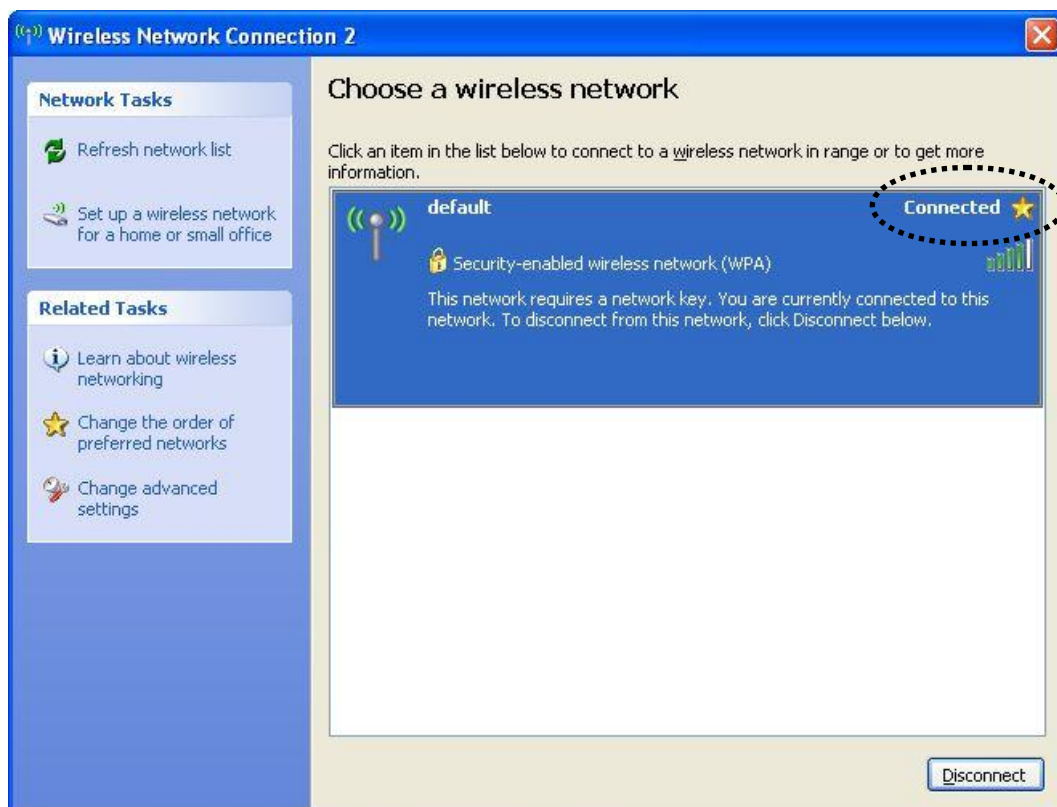 Wireless Network Connection 2
Network Tasks
Refresh network list
Set up a wireless network
for a home or small office
Related Tasks
Learn about wireless
networking
Change the order of
preferred networks
Change advanced
settings
Choose a wireless network
Click an item in the list below to connect to a wireless network in range or to get more
information.
default
Connected
Security-enabled wireless network (WPA)
This network requires a network key. You are currently connected to this
network. To disconnect from this network, click Disconnect below.
Disconnect